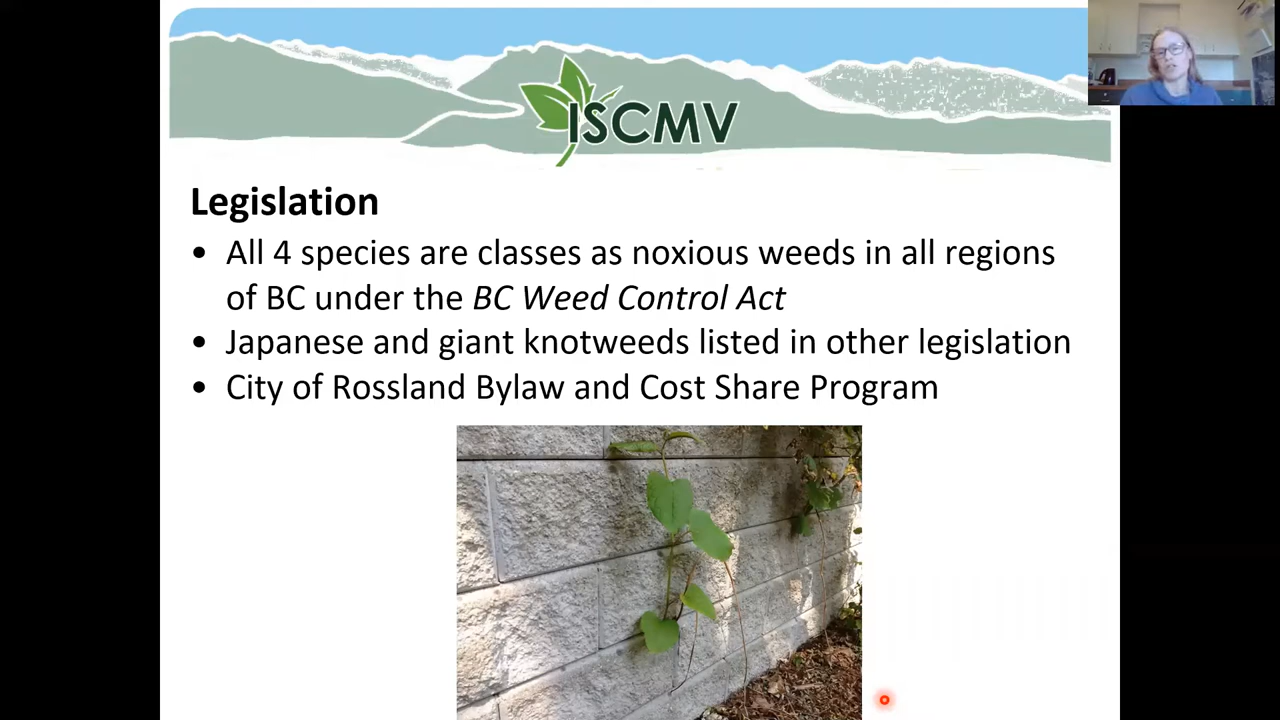 ISCMV
Legislation
• All 4 species are classes as noxious weeds in all regions
of BC under the BC Weed Control Act
• Japanese and giant knotweeds listed in other legislation
• City of Rossland Bylaw and Cost Share Program